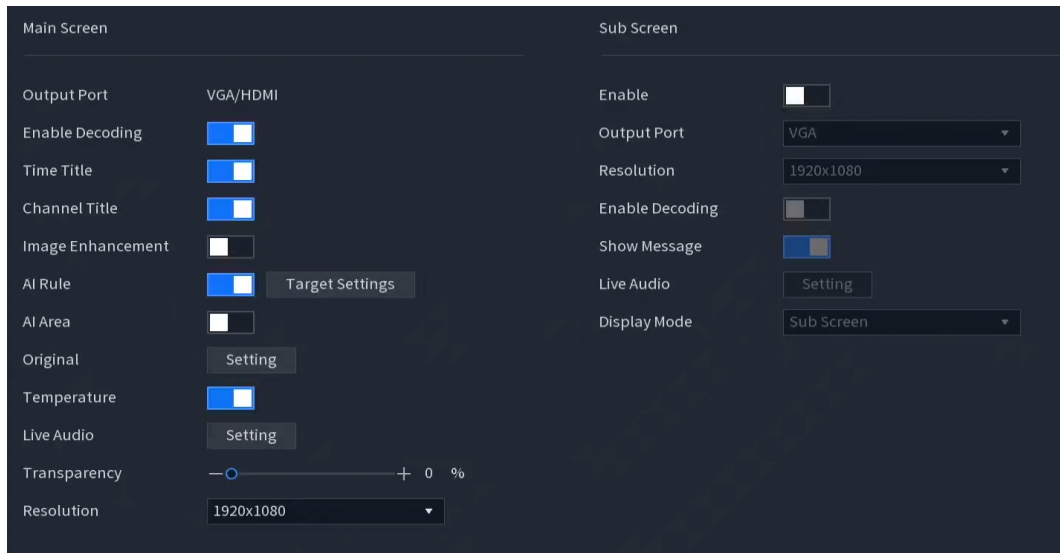 Main Screen
Output Port VGA/HDMI
Enable Decoding
Time Title
Channel Title
Image Enhancement
AI Rule Target Settings
AI Area
Original Setting
Temperature
Live Audio Setting
Transparency 0 %
Resolution 1920x1080
Sub Screen
Enable
Output Port VGA
Resolution 1920x1080
Enable Decoding
Show Message
Live Audio Setting
Display Mode Sub Screen